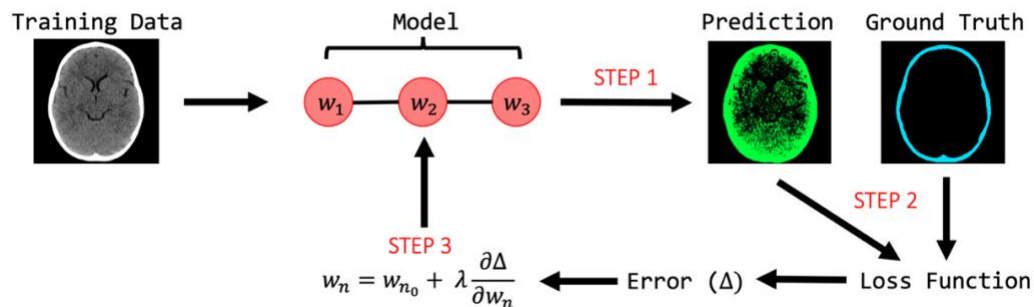 Training Data
Model
Prediction
Ground Truth
w₁
w₂
w₃
STEP 1
STEP 2
STEP 3
wₙ = wₙ₀ + λ ∂Δ/∂wₙ
Error (Δ)
Loss Function